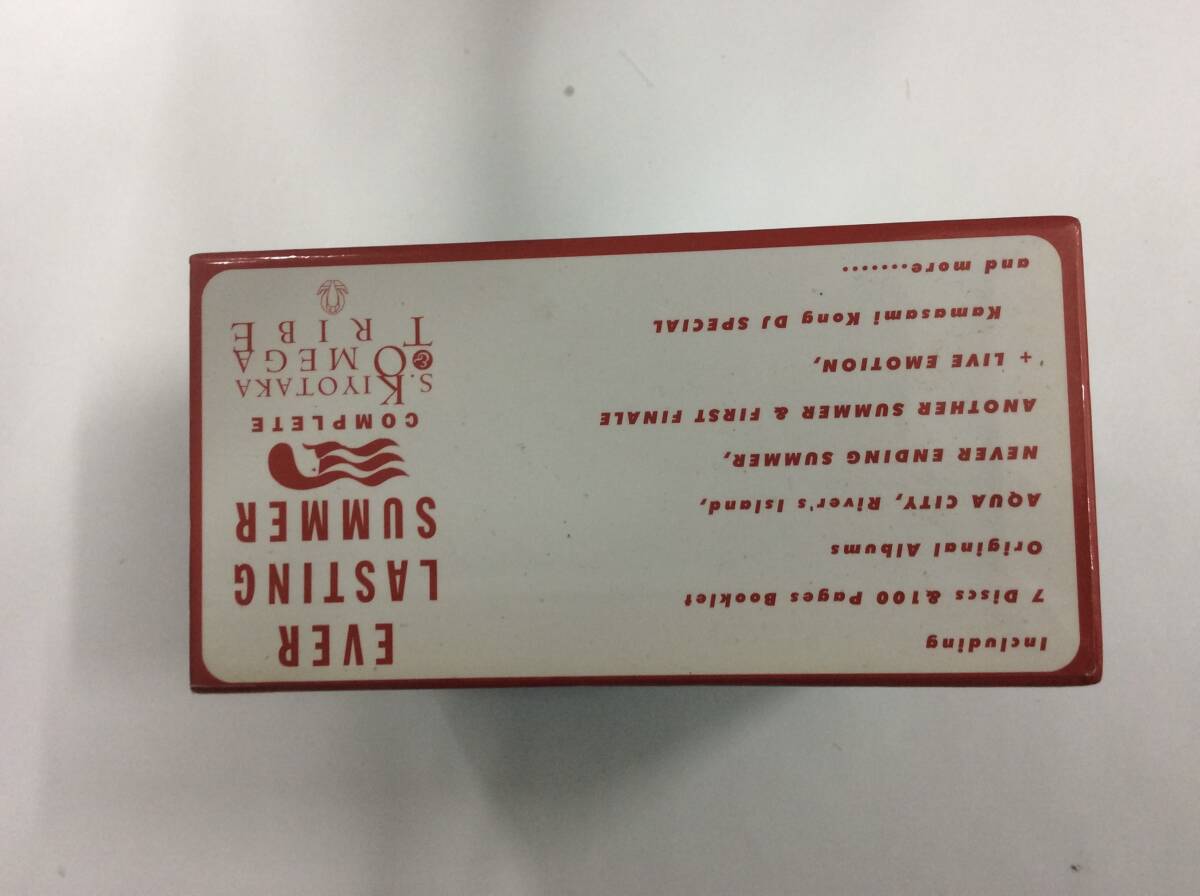 Including
7 Discs &100 Pages Booklet
Original Albums
AQUA CITY, River's Island,
NEVER ENDING SUMMER,
ANOTHER SUMMER & FIRST FINALE
+ LIVE EMOTION,
Kamasami Kong DJ SPECIAL
and more.......
EVER
LASTING
SUMMER
COMPLETE
S. KIYOTAKA
& OMEGA
TRIBE